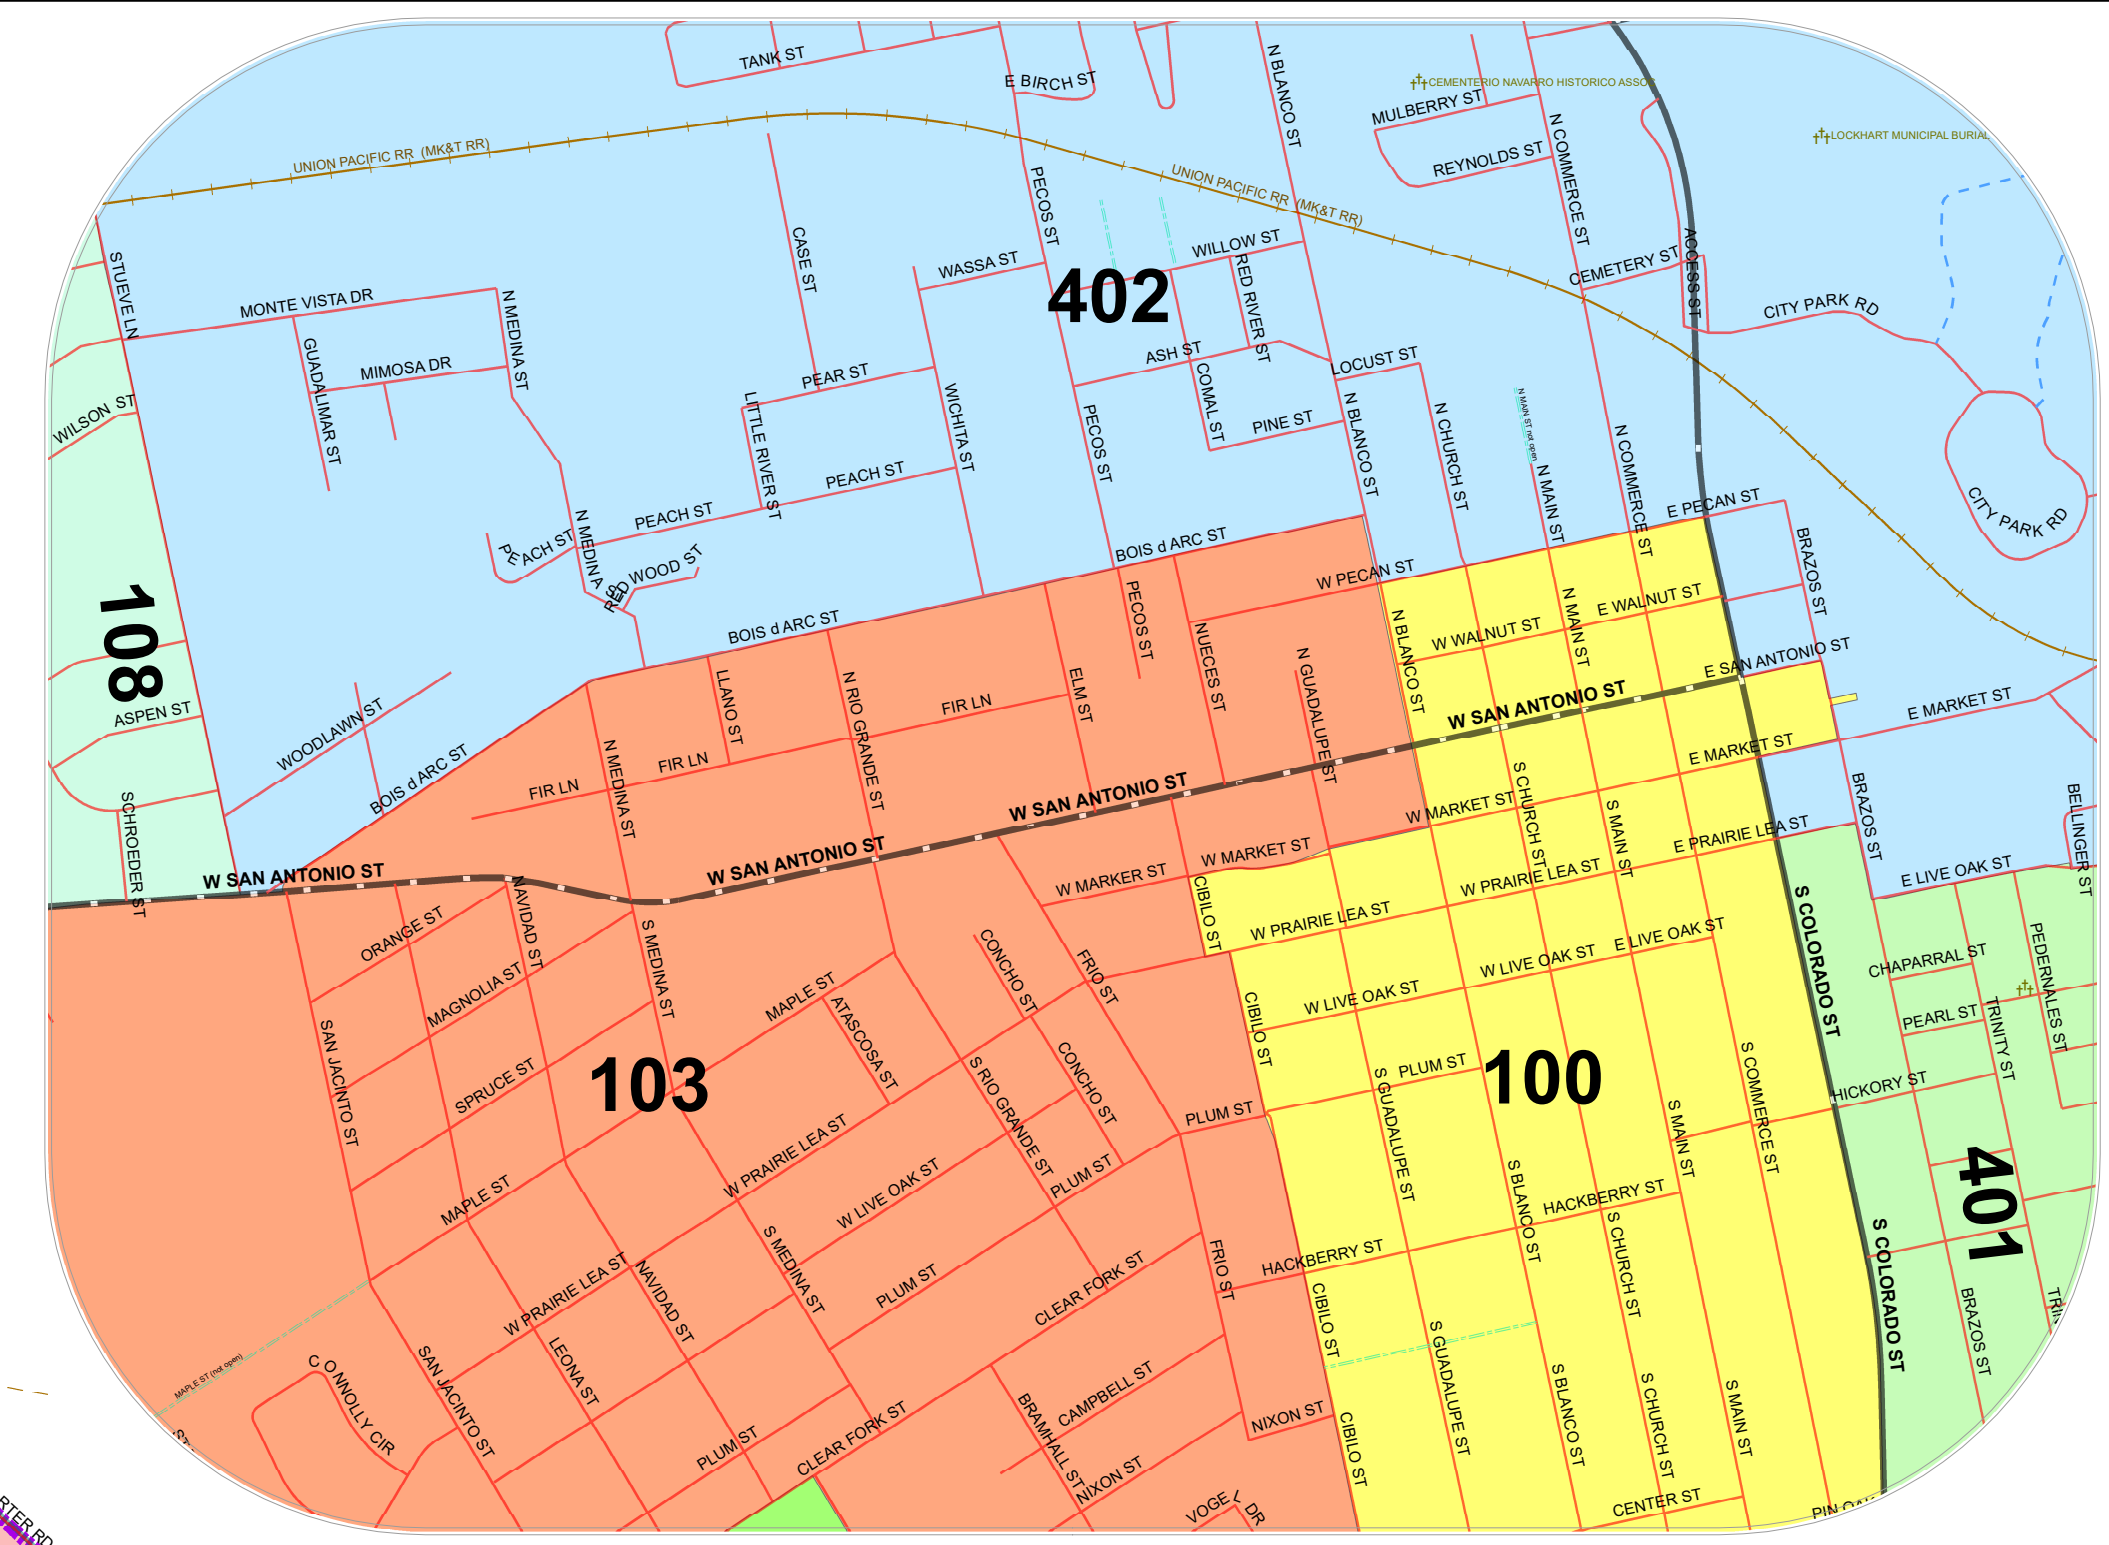 TANK ST
E BIRCH ST
N BLANCO ST
CEMENTERIO NAVARRO HISTORICO ASSOC
MULBERRY ST
N COMMERCE ST
LOCKHART MUNICIPAL BURIAL
UNION PACIFIC RR (MK&T RR)
REYNOLDS ST
UNION PACIFIC RR (MK&T RR)
PECOS ST
STUEVE LN
CASE ST
WASSA ST
WILLOW ST
RED RIVER ST
CEMETERY ST
ACCESS ST
402
MONTE VISTA DR
N MEDINA ST
CITY PARK RD
GUADALIMAR ST
MIMOSA DR
PEAR ST
ASH ST
COMAL ST
LOCUST ST
WILSON ST
LITTLE RIVER ST
WICHITA ST
PECOS ST
PINE ST
N BLANCO ST
N CHURCH ST
N MAIN ST not open
N MAIN ST
N COMMERCE ST
PEACH ST
PEACH ST
PEACH ST
N MEDINA ST
RED WOOD ST
E PECAN ST
CITY PARK RD
BRAZOS ST
BOIS d ARC ST
W PECAN ST
108
BOIS d ARC ST
PECOS ST
NUECES ST
N BLANCO ST
W WALNUT ST
N MAIN ST
E WALNUT ST
E SAN ANTONIO ST
ASPEN ST
WOODLAWN ST
BOIS d ARC ST
LLANO ST
N RIO GRANDE ST
FIR LN
ELM ST
N GUADALUPE ST
W SAN ANTONIO ST
E MARKET ST
N MEDINA ST
FIR LN
FIR LN
E MARKET ST
SCHROEDER ST
W SAN ANTONIO ST
W SAN ANTONIO ST
W SAN ANTONIO ST
W MARKET ST
S CHURCH ST
S MAIN ST
E PRAIRIE LEA ST
BRAZOS ST
BELLINGER ST
W MARKER ST
W MARKET ST
W PRAIRIE LEA ST
E LIVE OAK ST
NAVIDAD ST
ORANGE ST
S MEDINA ST
CIBILO ST
W PRAIRIE LEA ST
E LIVE OAK ST
S COLORADO ST
W LIVE OAK ST
W LIVE OAK ST
CHAPARRAL ST
PEDERNALES ST
MAGNOLIA ST
MAPLE ST
ATASCOSA ST
CONCHO ST
FRIO ST
CIBILO ST
PEARL ST
TRINITY ST
SAN JACINTO ST
SPRUCE ST
103
S RIO GRANDE ST
CONCHO ST
PLUM ST
S GUADALUPE ST
PLUM ST
100
S MAIN ST
S COMMERCE ST
HICKORY ST
MAPLE ST
W PRAIRIE LEA ST
W LIVE OAK ST
PLUM ST
S BLANCO ST
HACKBERRY ST
401
S MEDINA ST
FRIO ST
HACKBERRY ST
S CHURCH ST
S COLORADO ST
W PRAIRIE LEA ST
NAVIDAD ST
PLUM ST
CLEAR FORK ST
CIBILO ST
S GUADALUPE ST
BRAZOS ST
MAPLE ST (not open)
CONNOLLY CIR
SAN JACINTO ST
LEONA ST
CAMPBELL ST
S BLANCO ST
S CHURCH ST
S MAIN ST
PLUM ST
CLEAR FORK ST
BRAMHALL ST
NIXON ST
NIXON ST
CIBILO ST
VOGEL DR
CENTER ST